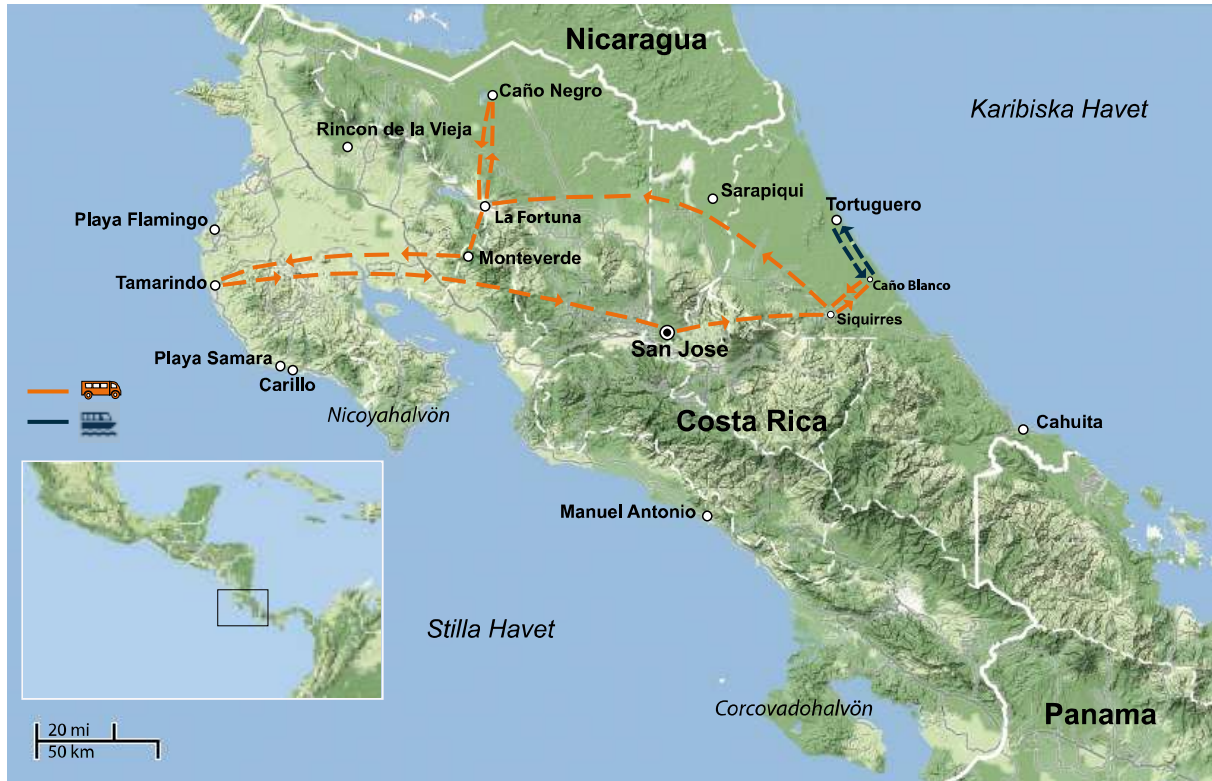 Nicaragua
Caño Negro
Karibiska Havet
Rincon de la Vieja
Sarapiqui
Tortuguero
La Fortuna
Playa Flamingo
Monteverde
Tamarindo
Caño Blanco
Siquirres
San Jose
Playa Samara
Carillo
Nicoyahalvön
Costa Rica
Cahuita
Manuel Antonio
Stilla Havet
Corcovadohalvön
Panama
20 mi
50 km